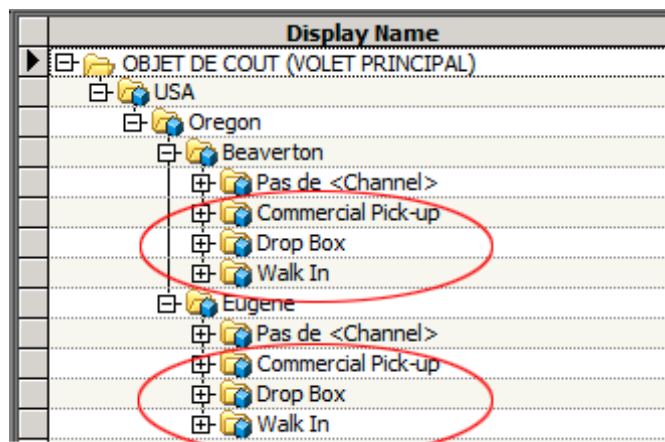 Display Name
OBJET DE COUT (VOLET PRINCIPAL)
USA
Oregon
Beaverton
Pas de <Channel>
Commercial Pick-up
Drop Box
Walk In
Eugene
Pas de <Channel>
Commercial Pick-up
Drop Box
Walk In